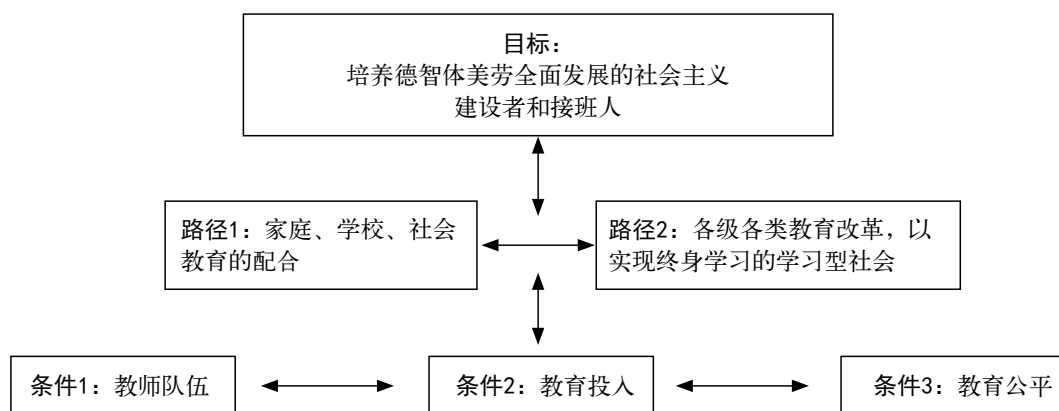 目标：
培养德智体美劳全面发展的社会主义
建设者和接班人
路径1：家庭、学校、社会
教育的配合
路径2：各级各类教育改革，以
实现终身学习的学习型社会
条件1：教师队伍
条件2：教育投入
条件3：教育公平